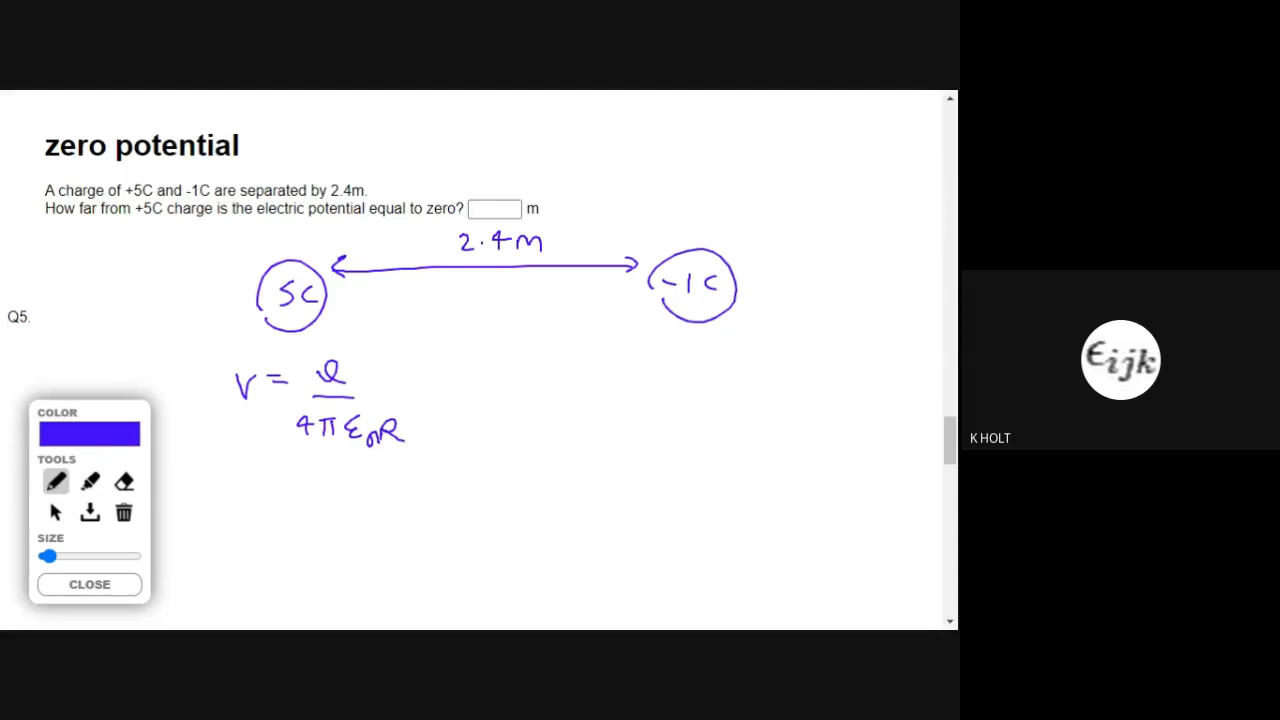 zero potential
A charge of +5C and -1C are separated by 2.4m.
How far from +5C charge is the electric potential equal to zero? m
2.4m
5C
-1C
Q5.
V = Q
4πε₀R
COLOR
TOOLS
SIZE
CLOSE
ϵijk
K HOLT